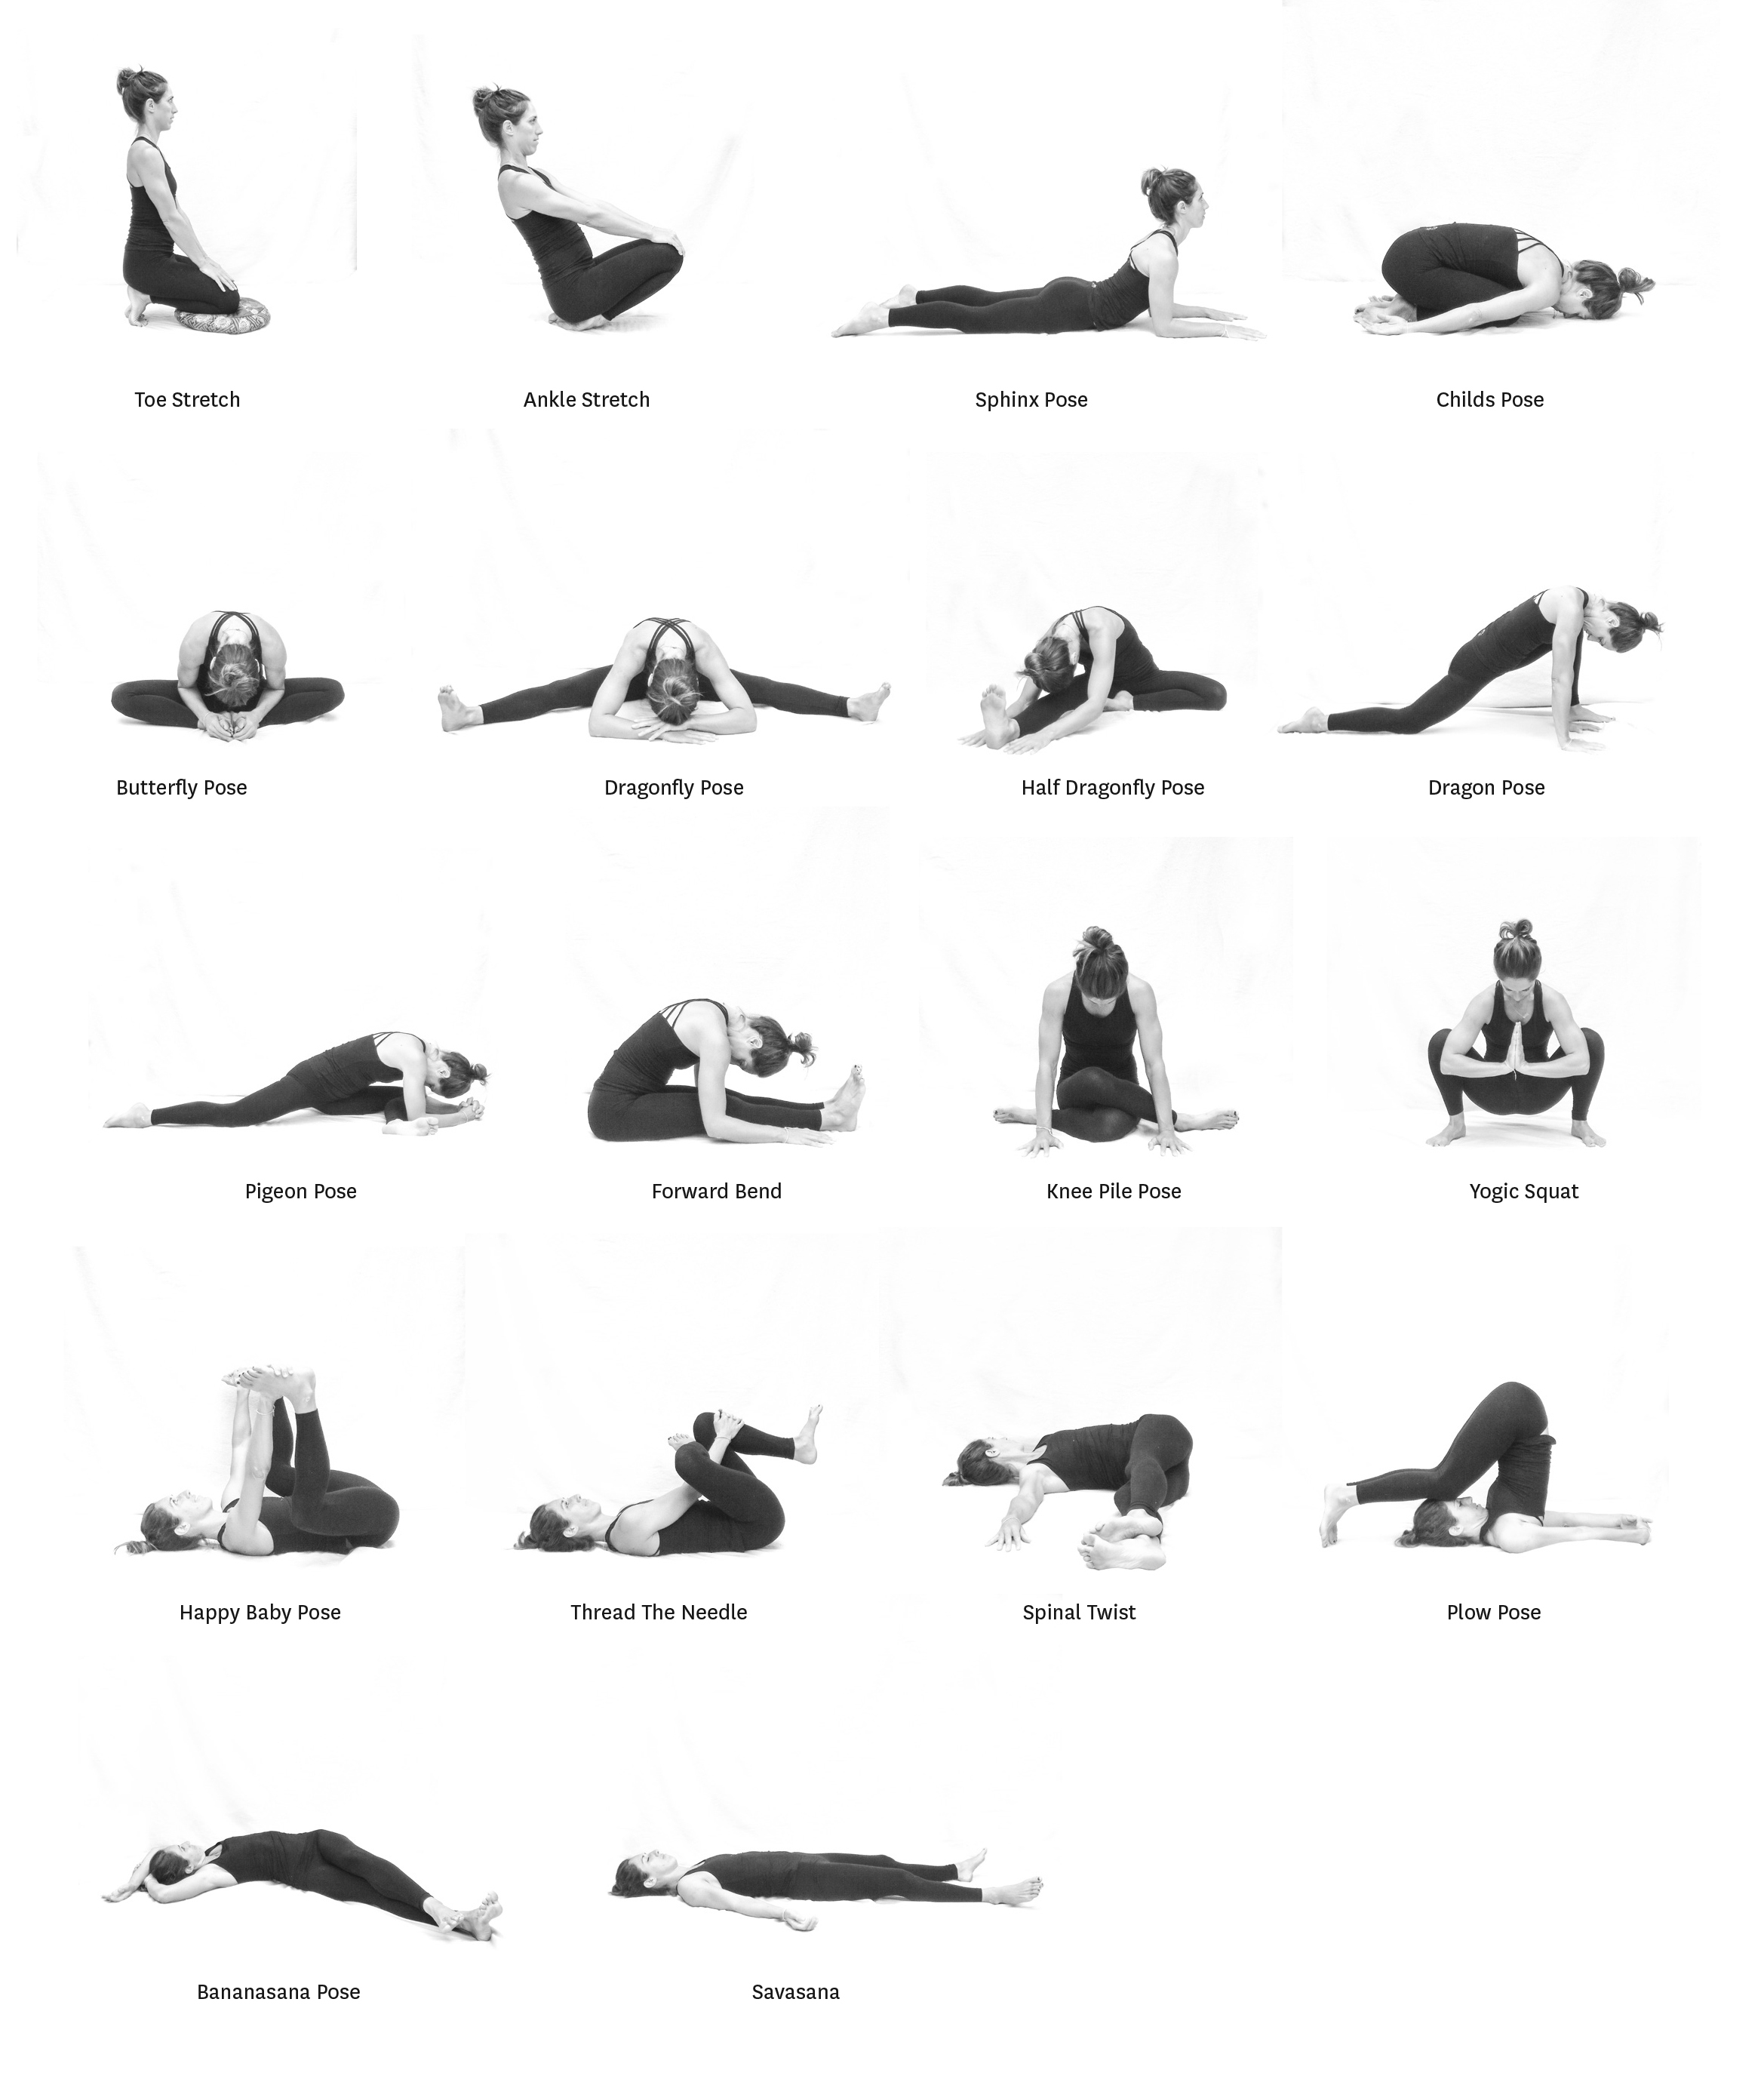 Toe Stretch
Ankle Stretch
Sphinx Pose
Childs Pose
Butterfly Pose
Dragonfly Pose
Half Dragonfly Pose
Dragon Pose
Pigeon Pose
Forward Bend
Knee Pile Pose
Yogic Squat
Happy Baby Pose
Thread The Needle
Spinal Twist
Plow Pose
Bananasana Pose
Savasana